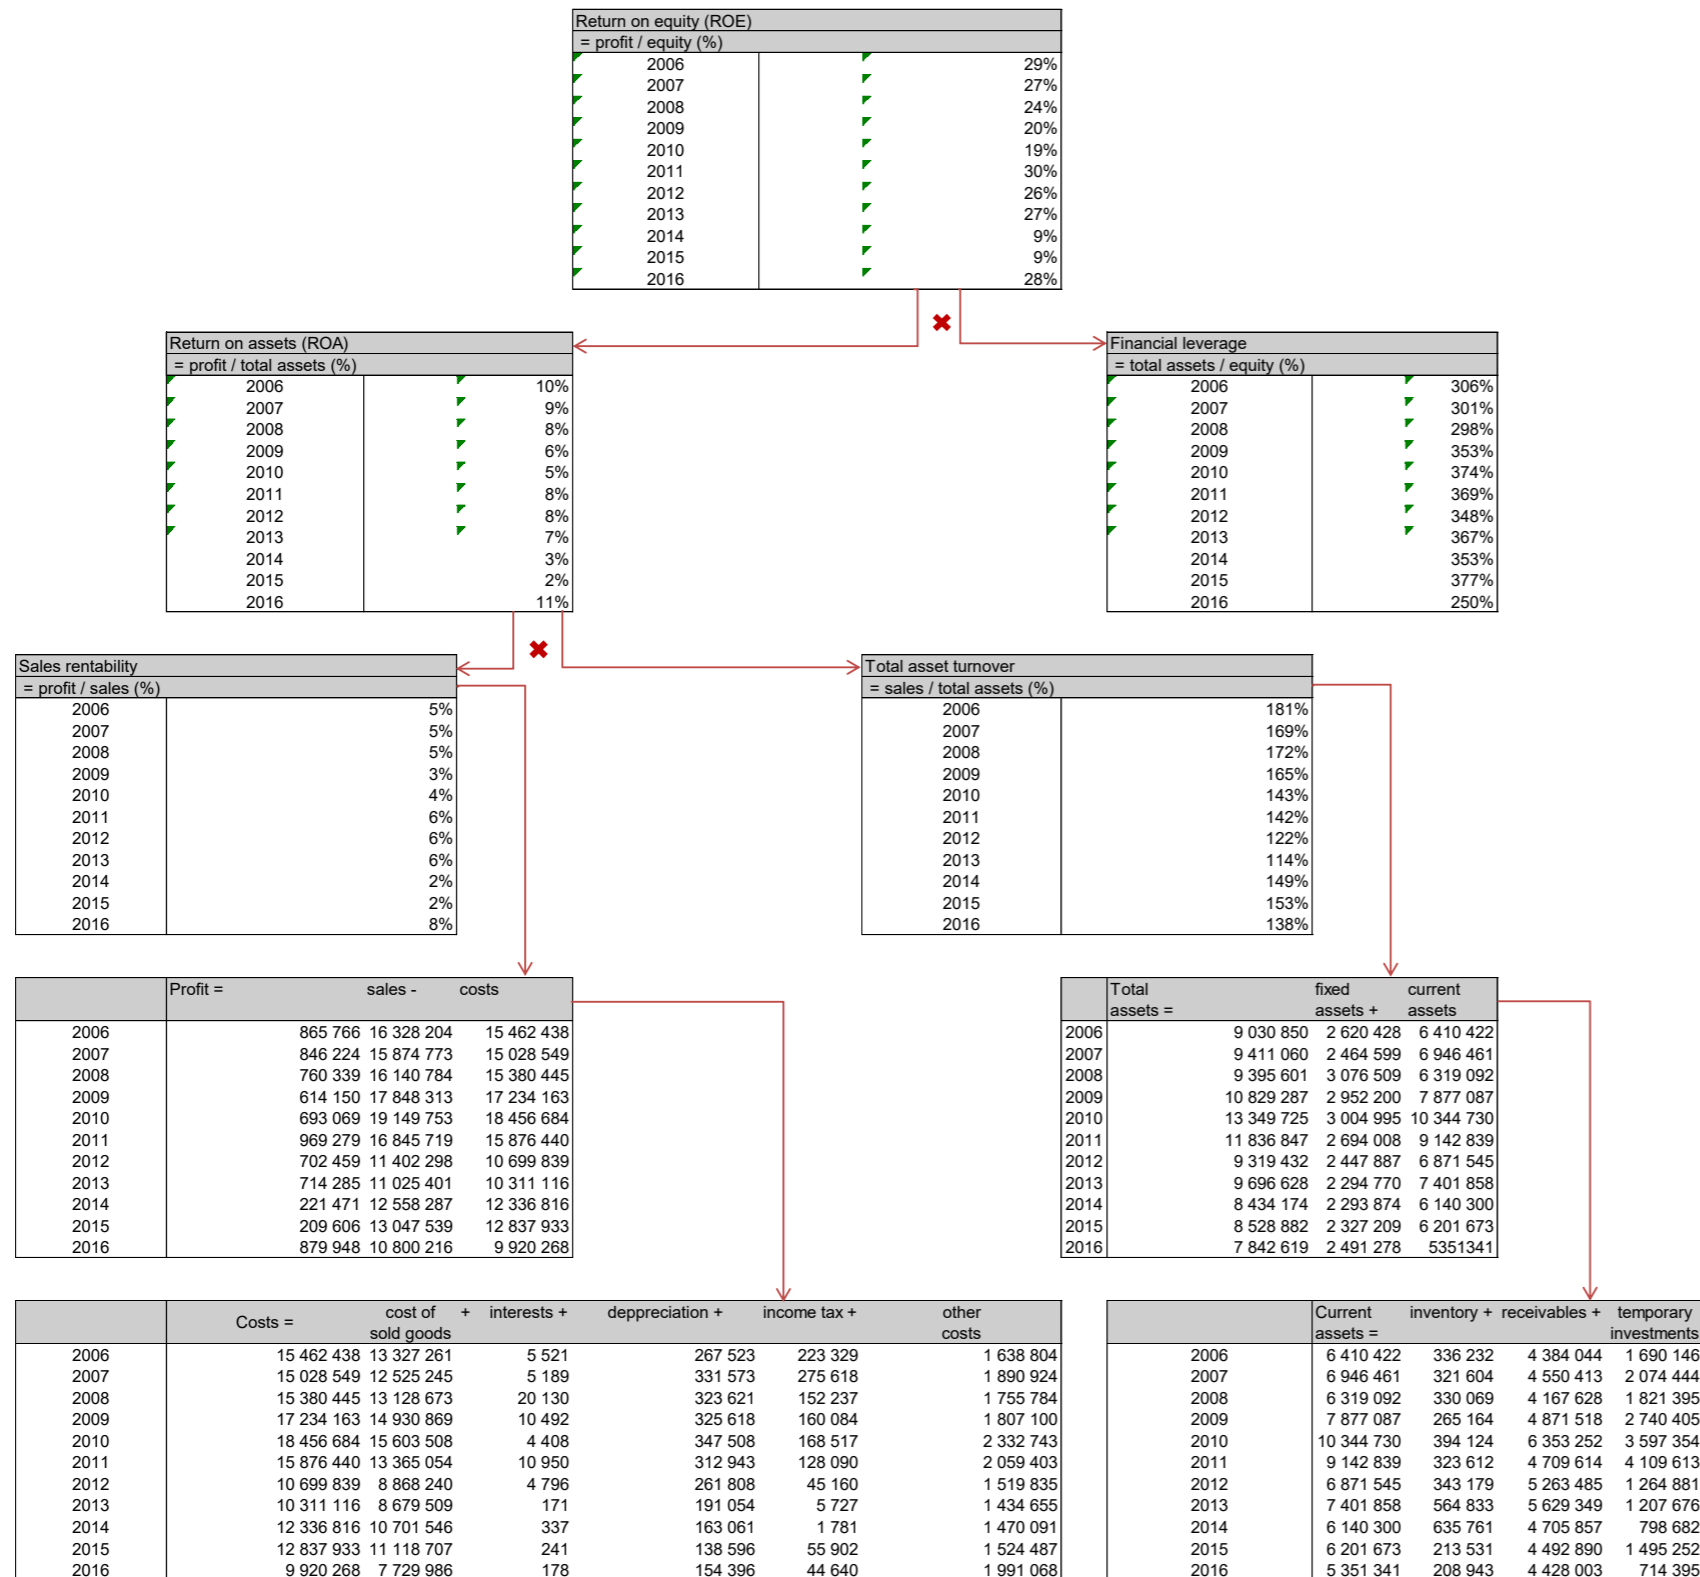 Return on equity (ROE)
= profit / equity (%)
2006 29%
2007 27%
2008 24%
2009 20%
2010 19%
2011 30%
2012 26%
2013 27%
2014 9%
2015 9%
2016 28%
Return on assets (ROA)
= profit / total assets (%)
2006 10%
2007 9%
2008 8%
2009 6%
2010 5%
2011 8%
2012 8%
2013 7%
2014 3%
2015 2%
2016 11%
Financial leverage
= total assets / equity (%)
2006 306%
2007 301%
2008 298%
2009 353%
2010 374%
2011 369%
2012 348%
2013 367%
2014 353%
2015 377%
2016 250%
Sales rentability
= profit / sales (%)
2006 5%
2007 5%
2008 5%
2009 3%
2010 4%
2011 6%
2012 6%
2013 6%
2014 2%
2015 2%
2016 8%
Total asset turnover
= sales / total assets (%)
2006 181%
2007 169%
2008 172%
2009 165%
2010 143%
2011 142%
2012 122%
2013 114%
2014 149%
2015 153%
2016 138%
Profit = sales - costs
2006 865 766 16 328 204 15 462 438
2007 846 224 15 874 773 15 028 549
2008 760 339 16 140 784 15 380 445
2009 614 150 17 848 313 17 234 163
2010 693 069 19 149 753 18 456 684
2011 969 279 16 845 719 15 876 440
2012 702 459 11 402 298 10 699 839
2013 714 285 11 025 401 10 311 116
2014 221 471 12 558 287 12 336 816
2015 209 606 13 047 539 12 837 933
2016 879 948 10 800 216 9 920 268
Total fixed current
assets = assets + assets
2006 9 030 850 2 620 428 6 410 422
2007 9 411 060 2 464 599 6 946 461
2008 9 395 601 3 076 509 6 319 092
2009 10 829 287 2 952 200 7 877 087
2010 13 349 725 3 004 995 10 344 730
2011 11 836 847 2 694 008 9 142 839
2012 9 319 432 2 447 887 6 871 545
2013 9 696 628 2 294 770 7 401 858
2014 8 434 174 2 293 874 6 140 300
2015 8 528 882 2 327 209 6 201 673
2016 7 842 619 2 491 278 5351341
Costs = cost of + interests + deppreciation + income tax + other
sold goods costs
2006 15 462 438 13 327 261 5 521 267 523 223 329 1 638 804
2007 15 028 549 12 525 245 5 189 331 573 275 618 1 890 924
2008 15 380 445 13 128 673 20 130 323 621 152 237 1 755 784
2009 17 234 163 14 930 869 10 492 325 618 160 084 1 807 100
2010 18 456 684 15 603 508 4 408 347 508 168 517 2 332 743
2011 15 876 440 13 365 054 10 950 312 943 128 090 2 059 403
2012 10 699 839 8 868 240 4 796 261 808 45 160 1 519 835
2013 10 311 116 8 679 509 171 191 054 5 727 1 434 655
2014 12 336 816 10 701 546 337 163 061 1 781 1 470 091
2015 12 837 933 11 118 707 241 138 596 55 902 1 524 487
2016 9 920 268 7 729 986 178 154 396 44 640 1 991 068
Current inventory + receivables + temporary
assets = investments
2006 6 410 422 336 232 4 384 044 1 690 146
2007 6 946 461 321 604 4 550 413 2 074 444
2008 6 319 092 330 069 4 167 628 1 821 395
2009 7 877 087 265 164 4 871 518 2 740 405
2010 10 344 730 394 124 6 353 252 3 597 354
2011 9 142 839 323 612 4 709 614 4 109 613
2012 6 871 545 343 179 5 263 485 1 264 881
2013 7 401 858 564 833 5 629 349 1 207 676
2014 6 140 300 635 761 4 705 857 798 682
2015 6 201 673 213 531 4 492 890 1 495 252
2016 5 351 341 208 943 4 428 003 714 395